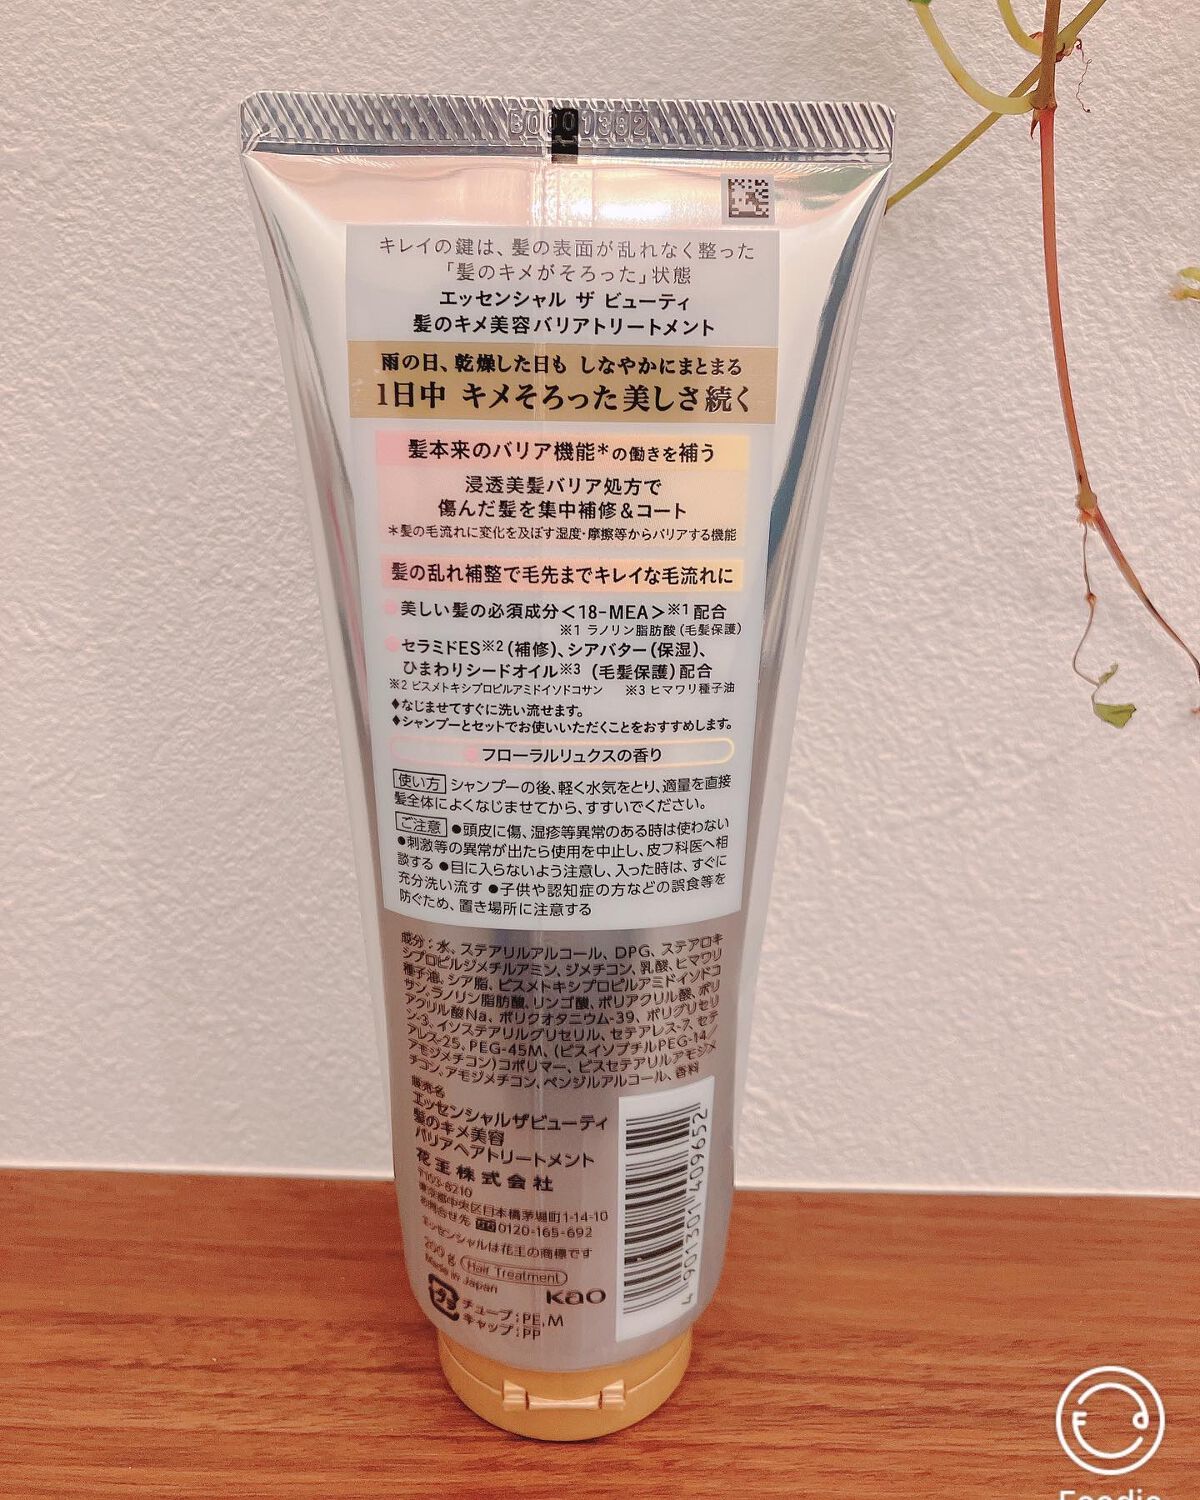 キレイの鍵は、髪の表面が乱れなく整った
「髪のキメがそろった」状態
エッセンシャル ザ ビューティ
髪のキメ美容バリアトリートメント
雨の日、乾燥した日も しなやかにまとまる
1日中 キメそろった美しさ続く
髪本来のバリア機能*の働きを補う
浸透美髪バリア処方で
傷んだ髪を集中補修&コート
*髪の毛流れに変化を及ぼす湿度・摩擦等からバリアする機能
髪の乱れ補整で毛先までキレイな毛流れに
美しい髪の必須成分<18-MEA>※1配合
※1 ラノリン脂肪酸(毛髪保護)
セラミドES※2(補修)、シアバター(保湿)、
ひまわりシードオイル※3 (毛髪保護)配合
※2 ビスメトキシプロピルアミドイソドコサン ※3 ヒマワリ種子油
♦なじませてすぐに洗い流せます。
♦シャンプーとセットでお使いいただくことをおすすめします。
フローラルリュクスの香り
使い方 シャンプーの後、軽く水気をとり、適量を直接
髪全体によくなじませてから、すすいでください。
ご注意 ●頭皮に傷、湿疹等異常のある時は使わない
●刺激等の異常が出たら使用を中止し、皮フ科医へ相
談する ●目に入らないよう注意し、入った時は、すぐに
充分洗い流す ●子供や認知症の方などの誤食等を
防ぐため、置き場所に注意する
成分:水、ステアリルアルコール、DPG、ステアロキ
シプロピルジメチルアミン、ジメチコン、乳酸、ヒマワリ
種子油、シア脂、ビスメトキシプロピルアミドイソドコ
サン、ラノリン脂肪酸、リンゴ酸、ポリアクリル酸、ポリ
アクリル酸Na、ポリクオタニウム-39、ポリグリセリ
ン-3、イソステアリルグリセリル、セテアレス-7、セテ
アレス-25、PEG-45M、(ビスイソブチルPEG-14/
アモジメチコン)コポリマー、ビスセテアリルアモジメ
チコン、アモジメチコン、ベンジルアルコール、香料
販売名
エッセンシャルザビューティ
髪のキメ美容
バリアヘアトリートメント
花王株式会社
〒103-8210
東京都中央区日本橋茅場町1-14-10
お問合せ先 0120-165-692
エッセンシャルは花王の商標です
200g Hair Treatment
Made in Japan
Kao
プラ チューブ:PE,M
キャップ:PP
4 901301 409652